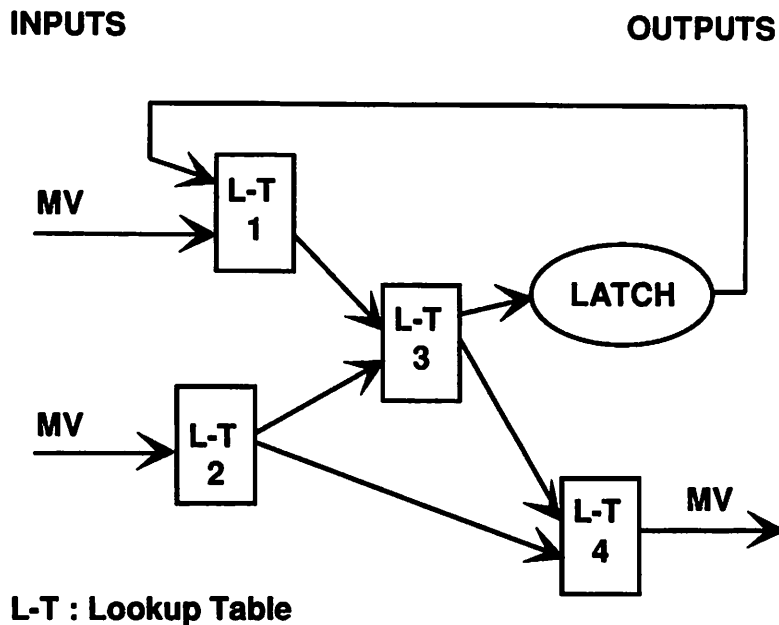 INPUTS
OUTPUTS
L-T
1
MV
LATCH
L-T
3
MV
L-T
2
MV
L-T
4
L-T : Lookup Table